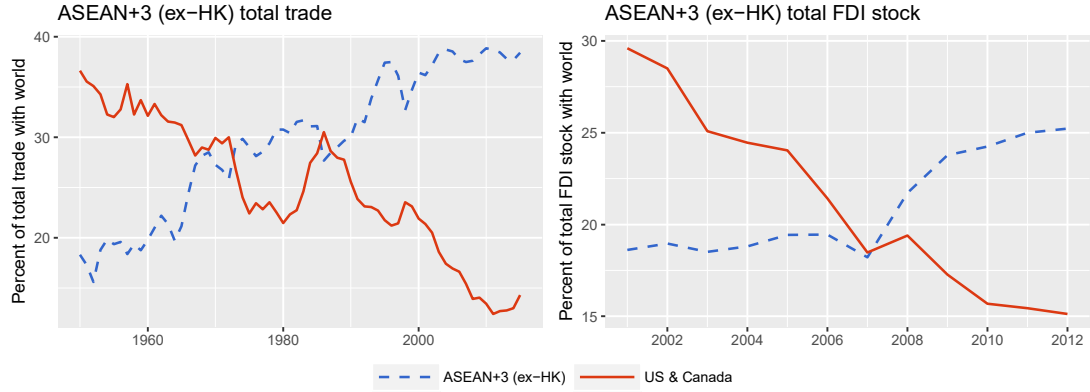 ASEAN+3 (ex−HK) total trade
Percent of total trade with world
40
30
20
1960
1980
2000
ASEAN+3 (ex−HK) total FDI stock
Percent of total FDI stock with world
30
25
20
15
2002
2004
2006
2008
2010
2012
ASEAN+3 (ex−HK)
US & Canada